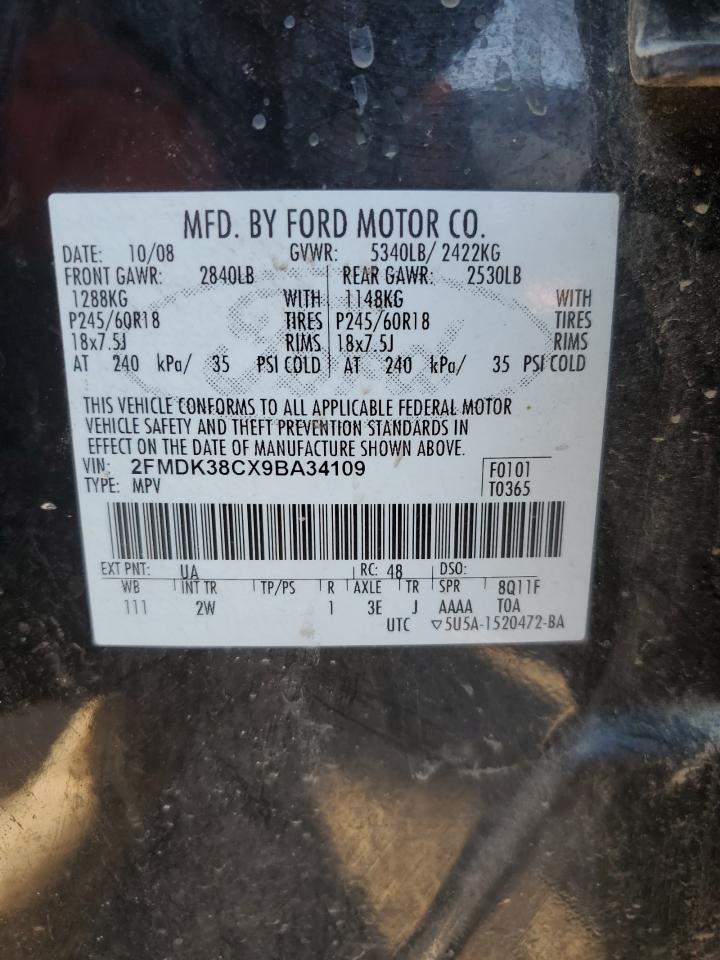 MFD. BY FORD MOTOR CO.
DATE: 10/08 GVWR: 5340LB/ 2422KG
FRONT GAWR: 2840LB REAR GAWR: 2530LB
1288KG WITH 1148KG WITH
P245/60R18 TIRES P245/60R18 TIRES
18x7.5J RIMS 18x7.5J RIMS
AT 240 kPa/ 35 PSI COLD AT 240 kPa/ 35 PSI COLD
THIS VEHICLE CONFORMS TO ALL APPLICABLE FEDERAL MOTOR
VEHICLE SAFETY AND THEFT PREVENTION STANDARDS IN
EFFECT ON THE DATE OF MANUFACTURE SHOWN ABOVE.
VIN: 2FMDK38CX9BA34109 F0101
TYPE: MPV T0365
EXT PNT: UA RC: 48 DSO:
WB INT TR TP/PS R AXLE TR SPR 8Q11F
111 2W 1 3E J AAAA TOA
UTC ▽5U5A-1520472-BA